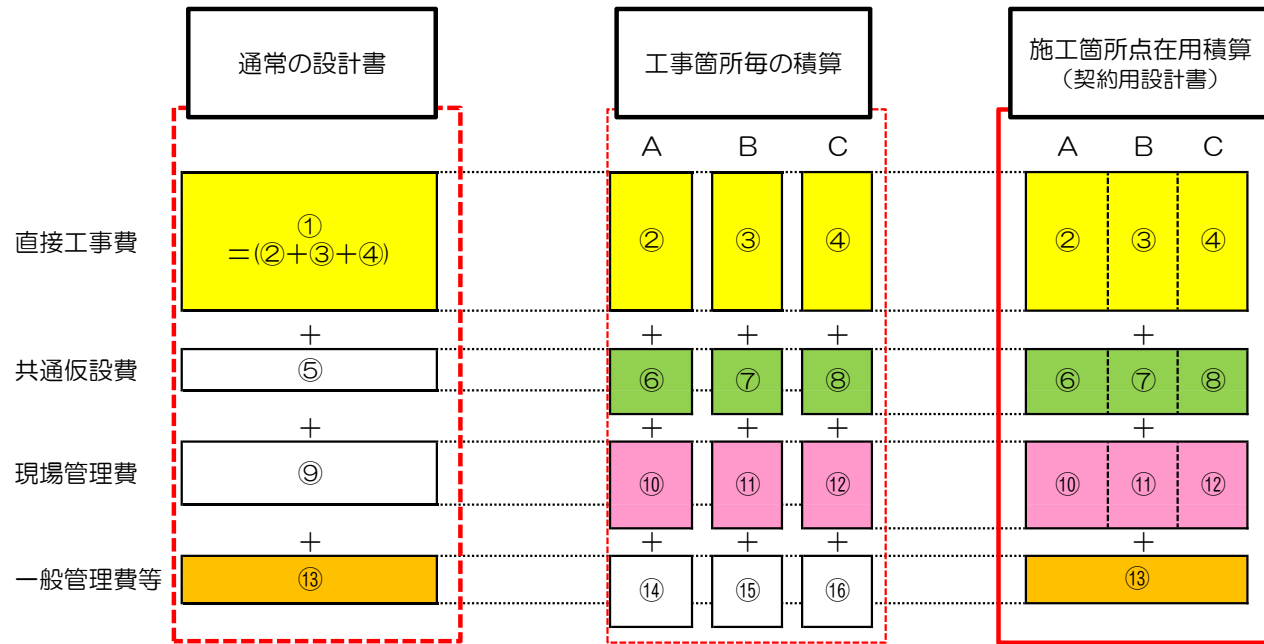 通常の設計書
工事箇所毎の積算
施工箇所点在用積算
（契約用設計書）
A B C
A B C
直接工事費
①
＝(②＋③＋④)
② ③ ④
② ③ ④
＋
＋ ＋ ＋
＋
共通仮設費
⑤
⑥ ⑦ ⑧
⑥ ⑦ ⑧
＋
＋ ＋ ＋
＋
現場管理費
⑨
⑩ ⑪ ⑫
⑩ ⑪ ⑫
＋
＋ ＋ ＋
＋
一般管理費等
⑬
⑭ ⑮ ⑯
⑬